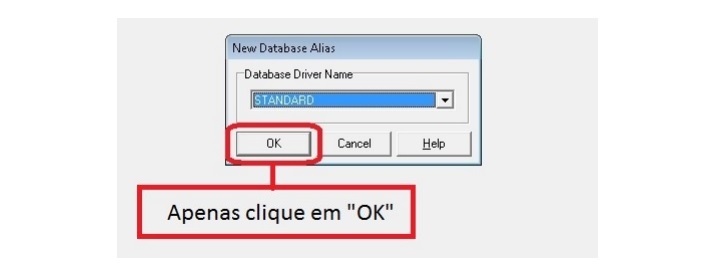 New Database Alias
Database Driver Name
STANDARD
OK Cancel Help
Apenas clique em "OK"